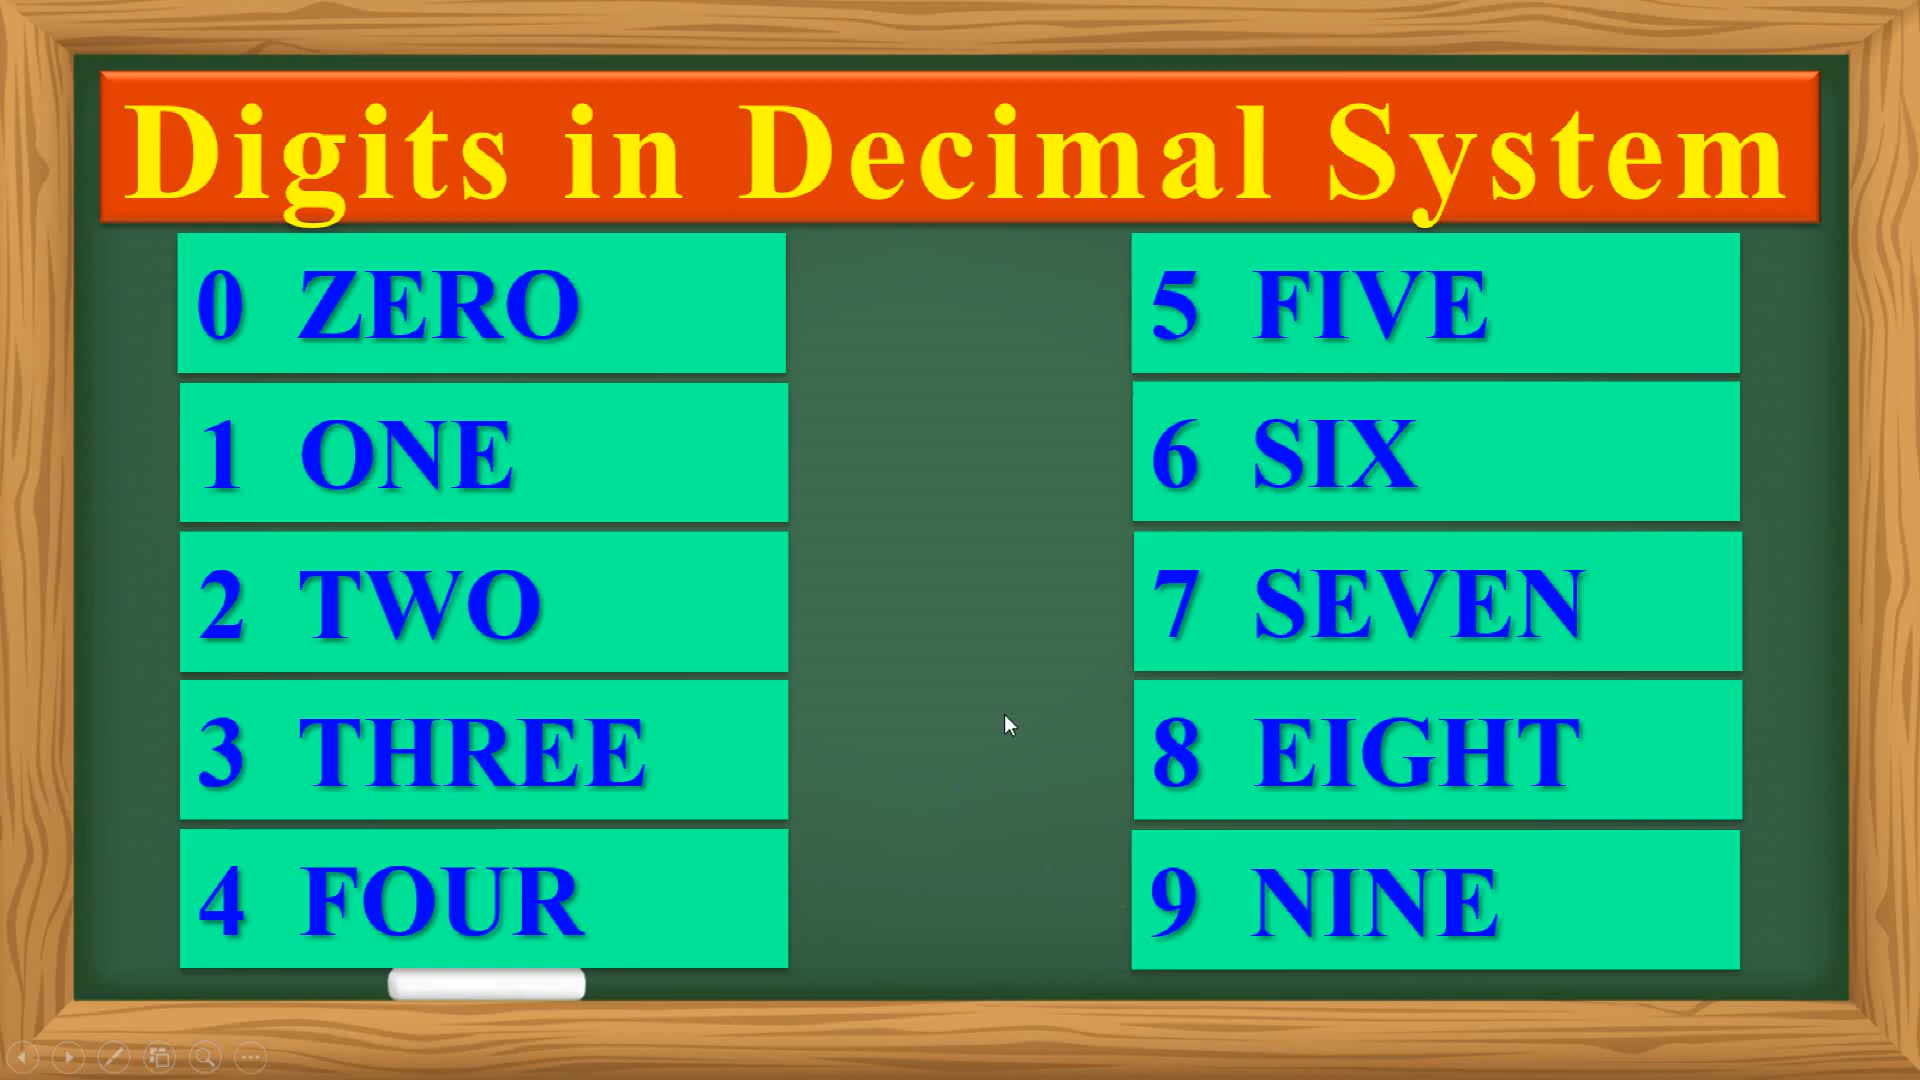 Digits in Decimal System
0 ZERO
1 ONE
2 TWO
3 THREE
4 FOUR
5 FIVE
6 SIX
7 SEVEN
8 EIGHT
9 NINE